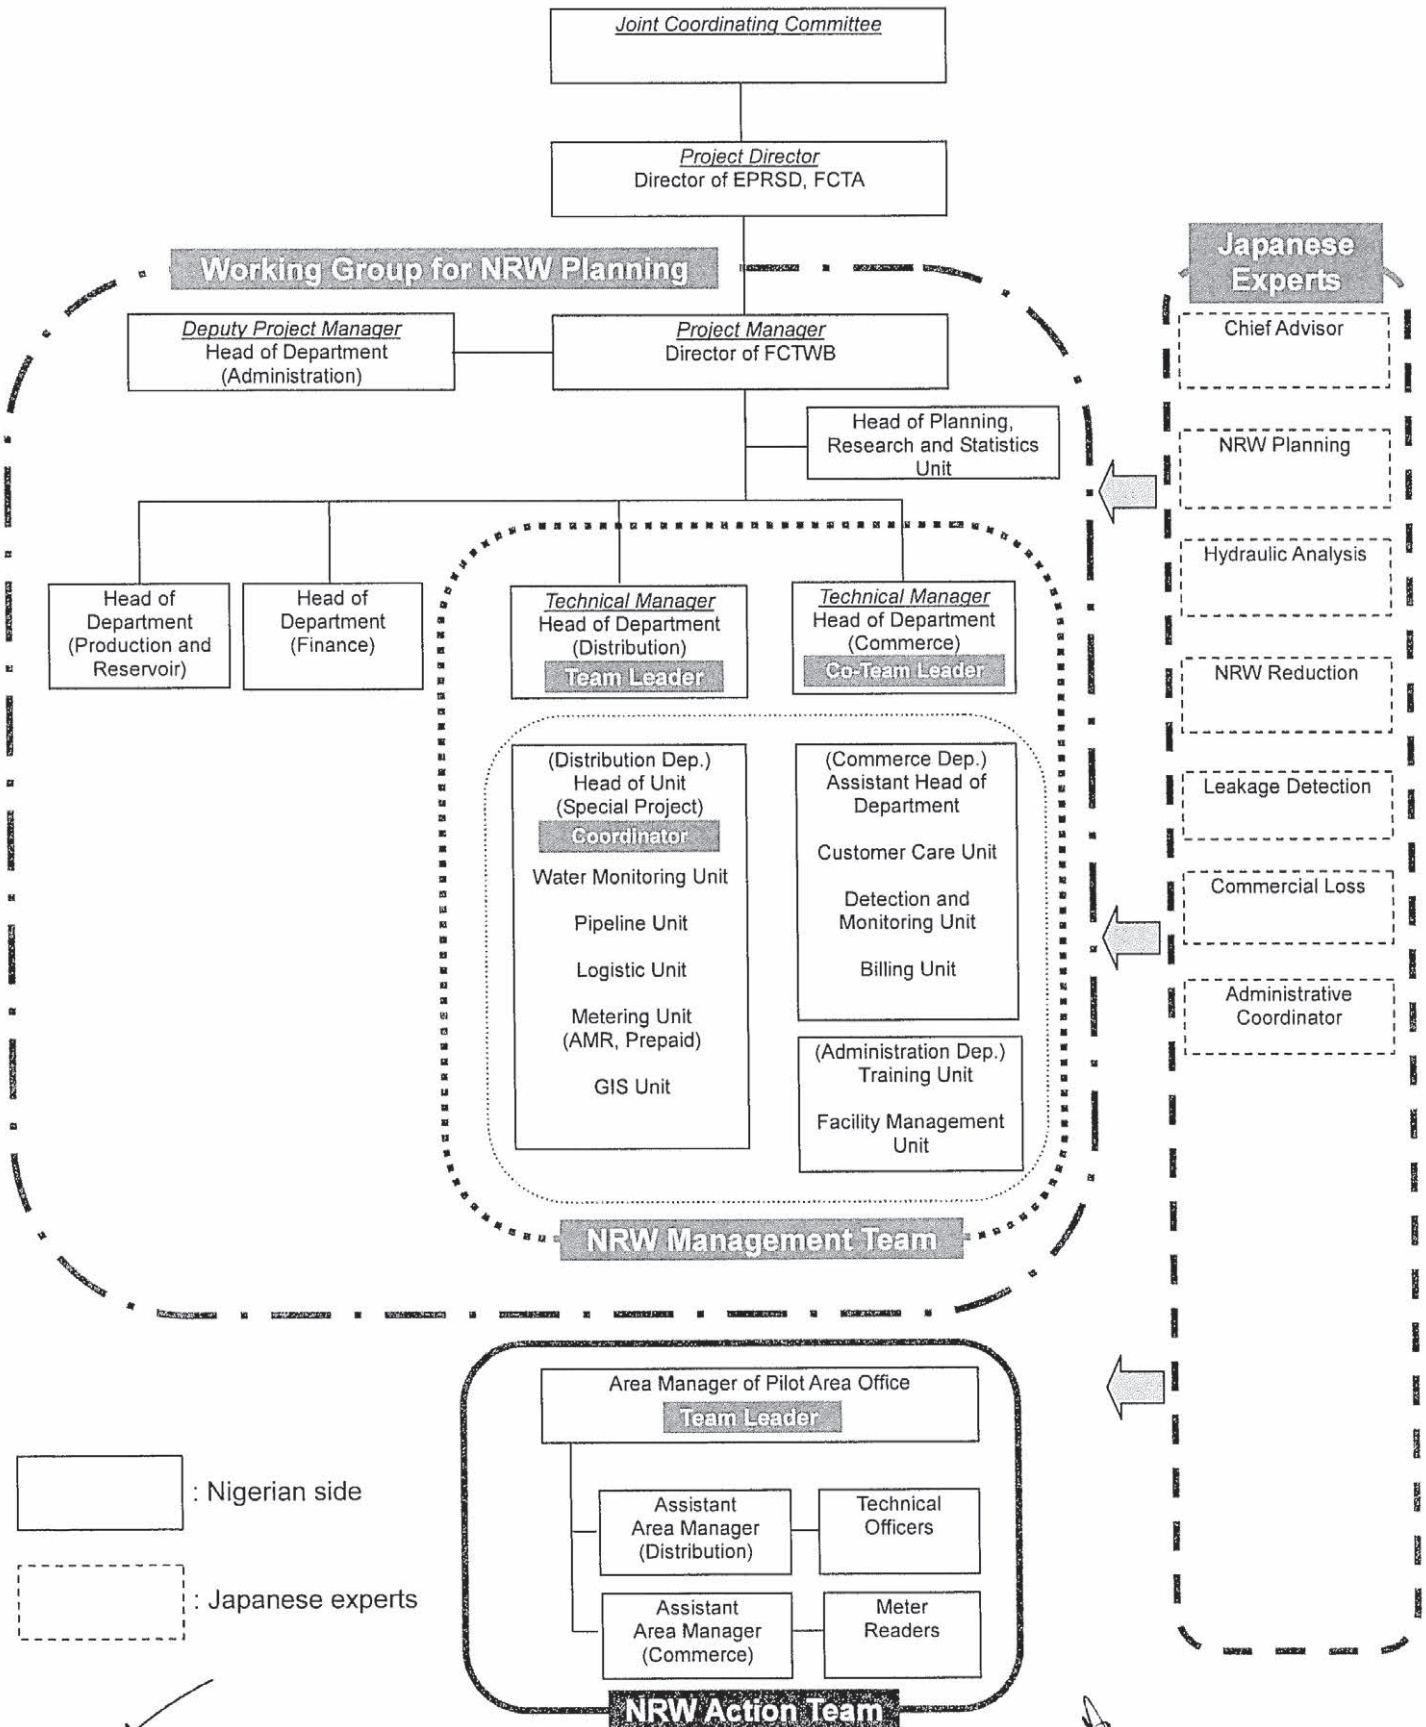 Joint Coordinating Committee
Project Director
Director of EPRSD, FCTA
Working Group for NRW Planning
Deputy Project Manager
Head of Department
(Administration)
Project Manager
Director of FCTWB
Head of Planning,
Research and Statistics
Unit
Head of
Department
(Production and
Reservoir)
Head of
Department
(Finance)
Technical Manager
Head of Department
(Distribution)
Team Leader
Technical Manager
Head of Department
(Commerce)
Co-Team Leader
(Distribution Dep.)
Head of Unit
(Special Project)
Coordinator
Water Monitoring Unit
Pipeline Unit
Logistic Unit
Metering Unit
(AMR, Prepaid)
GIS Unit
(Commerce Dep.)
Assistant Head of
Department
Customer Care Unit
Detection and
Monitoring Unit
Billing Unit
(Administration Dep.)
Training Unit
Facility Management
Unit
NRW Management Team
Japanese
Experts
Chief Advisor
NRW Planning
Hydraulic Analysis
NRW Reduction
Leakage Detection
Commercial Loss
Administrative
Coordinator
Area Manager of Pilot Area Office
Team Leader
Assistant
Area Manager
(Distribution)
Technical
Officers
Assistant
Area Manager
(Commerce)
Meter
Readers
NRW Action Team
: Nigerian side
: Japanese experts